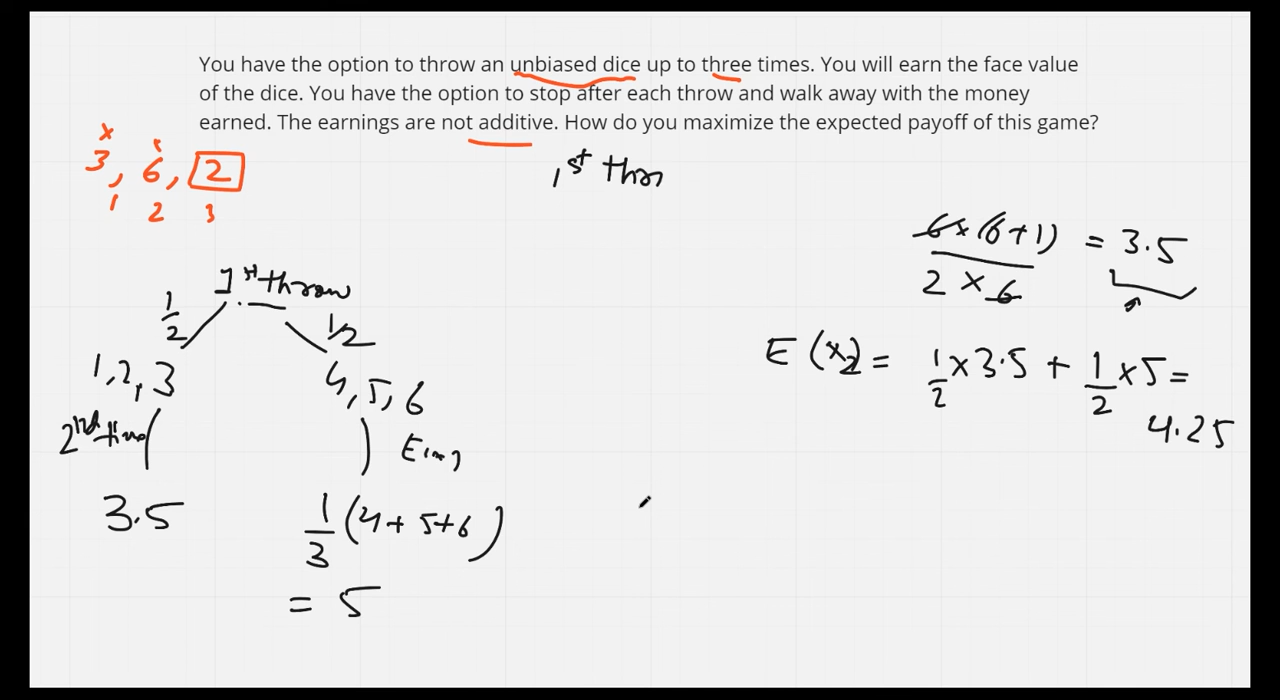 You have the option to throw an unbiased dice up to three times. You will earn the face value
of the dice. You have the option to stop after each throw and walk away with the money
earned. The earnings are not additive. How do you maximize the expected payoff of this game?
3, 6, 2
1 2 3
1st thro
1st throw
1/2 1/2
1, 2, 3 4, 5, 6
2nd
3.5
1/3 (4 + 5 + 6)
= 5
6 x (6 + 1) / 2 x 6 = 3.5
E (x2) = 1/2 x 3.5 + 1/2 x 5 =
4.25